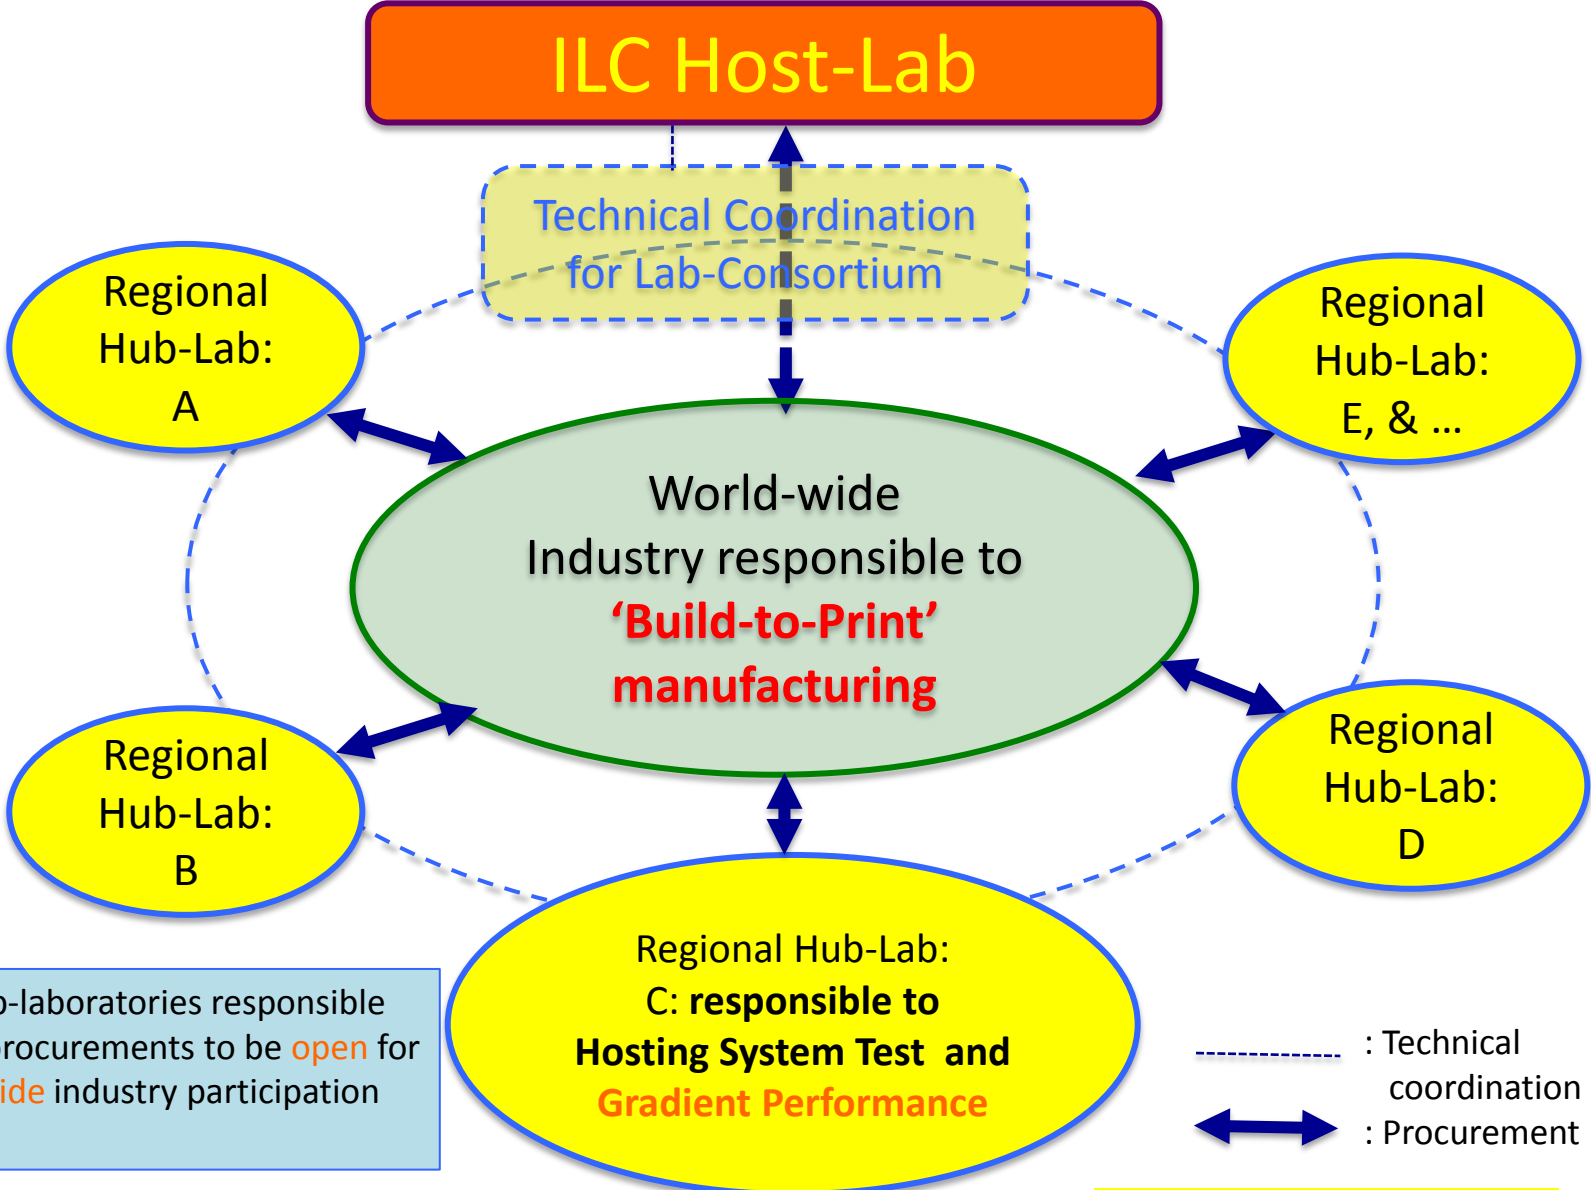 ILC Host-Lab
Technical Coordination
for Lab-Consortium
Regional
Hub-Lab:
A
Regional
Hub-Lab:
E, & ...
World-wide
Industry responsible to
‘Build-to-Print’
manufacturing
Regional
Hub-Lab:
B
Regional
Hub-Lab:
D
Regional Hub-Lab:
C: responsible to
Hosting System Test and
Gradient Performance
-laboratories responsible
procurements to be open for
ide industry participation
: Technical
coordination
: Procurement